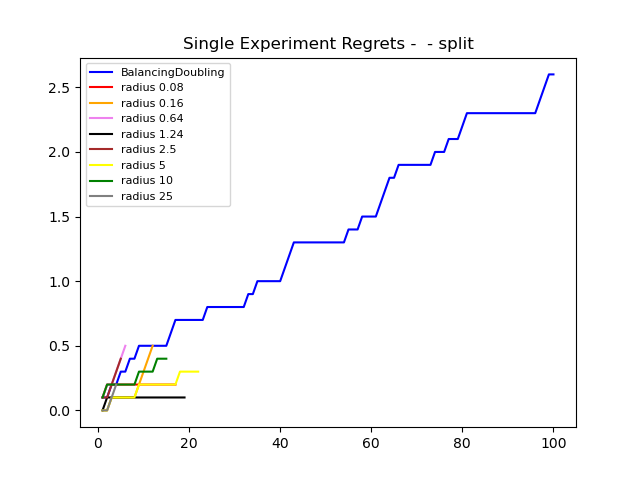 Single Experiment Regrets -  - split
BalancingDoubling
radius 0.08
radius 0.16
radius 0.64
radius 1.24
radius 2.5
radius 5
radius 10
radius 25
2.5
2.0
1.5
1.0
0.5
0.0
0 20 40 60 80 100